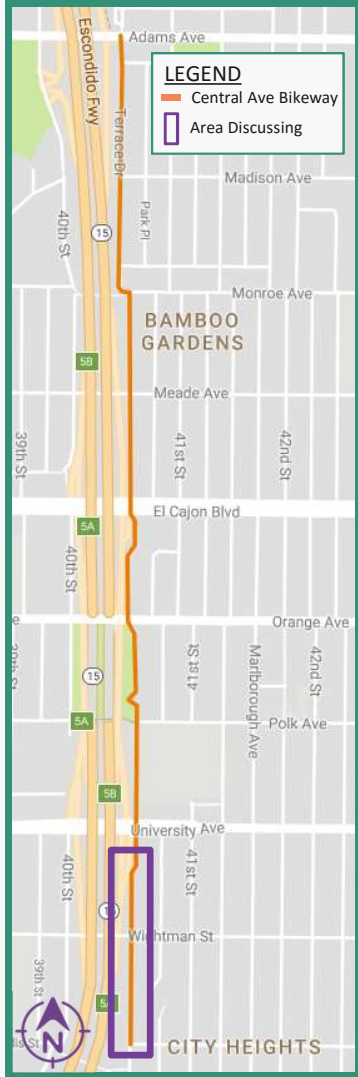 Adams Ave
Escondido Fwy
LEGEND
Central Ave Bikeway
Area Discussing
Terrace Dr
Madison Ave
40th St
Park Pl
15
Monroe Ave
BAMBOO
GARDENS
5B
Meade Ave
39th St
41st St
42nd St
El Cajon Blvd
5A
40th St
Orange Ave
41st St
Marlborough Ave
42nd St
15
5A
Polk Ave
5B
University Ave
40th St
41st St
15
Wightman St
39th St
5A
N
CITY HEIGHTS